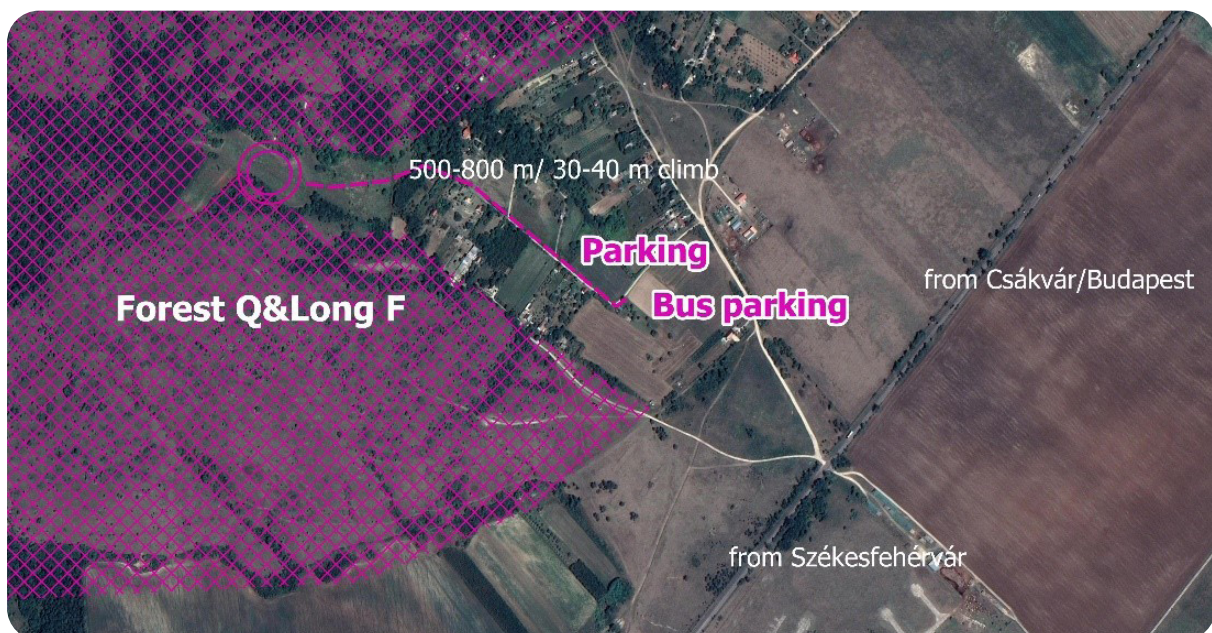 500-800 m/ 30-40 m climb
Parking
from Csákvár/Budapest
Forest Q&Long F
Bus parking
from Székesfehérvár